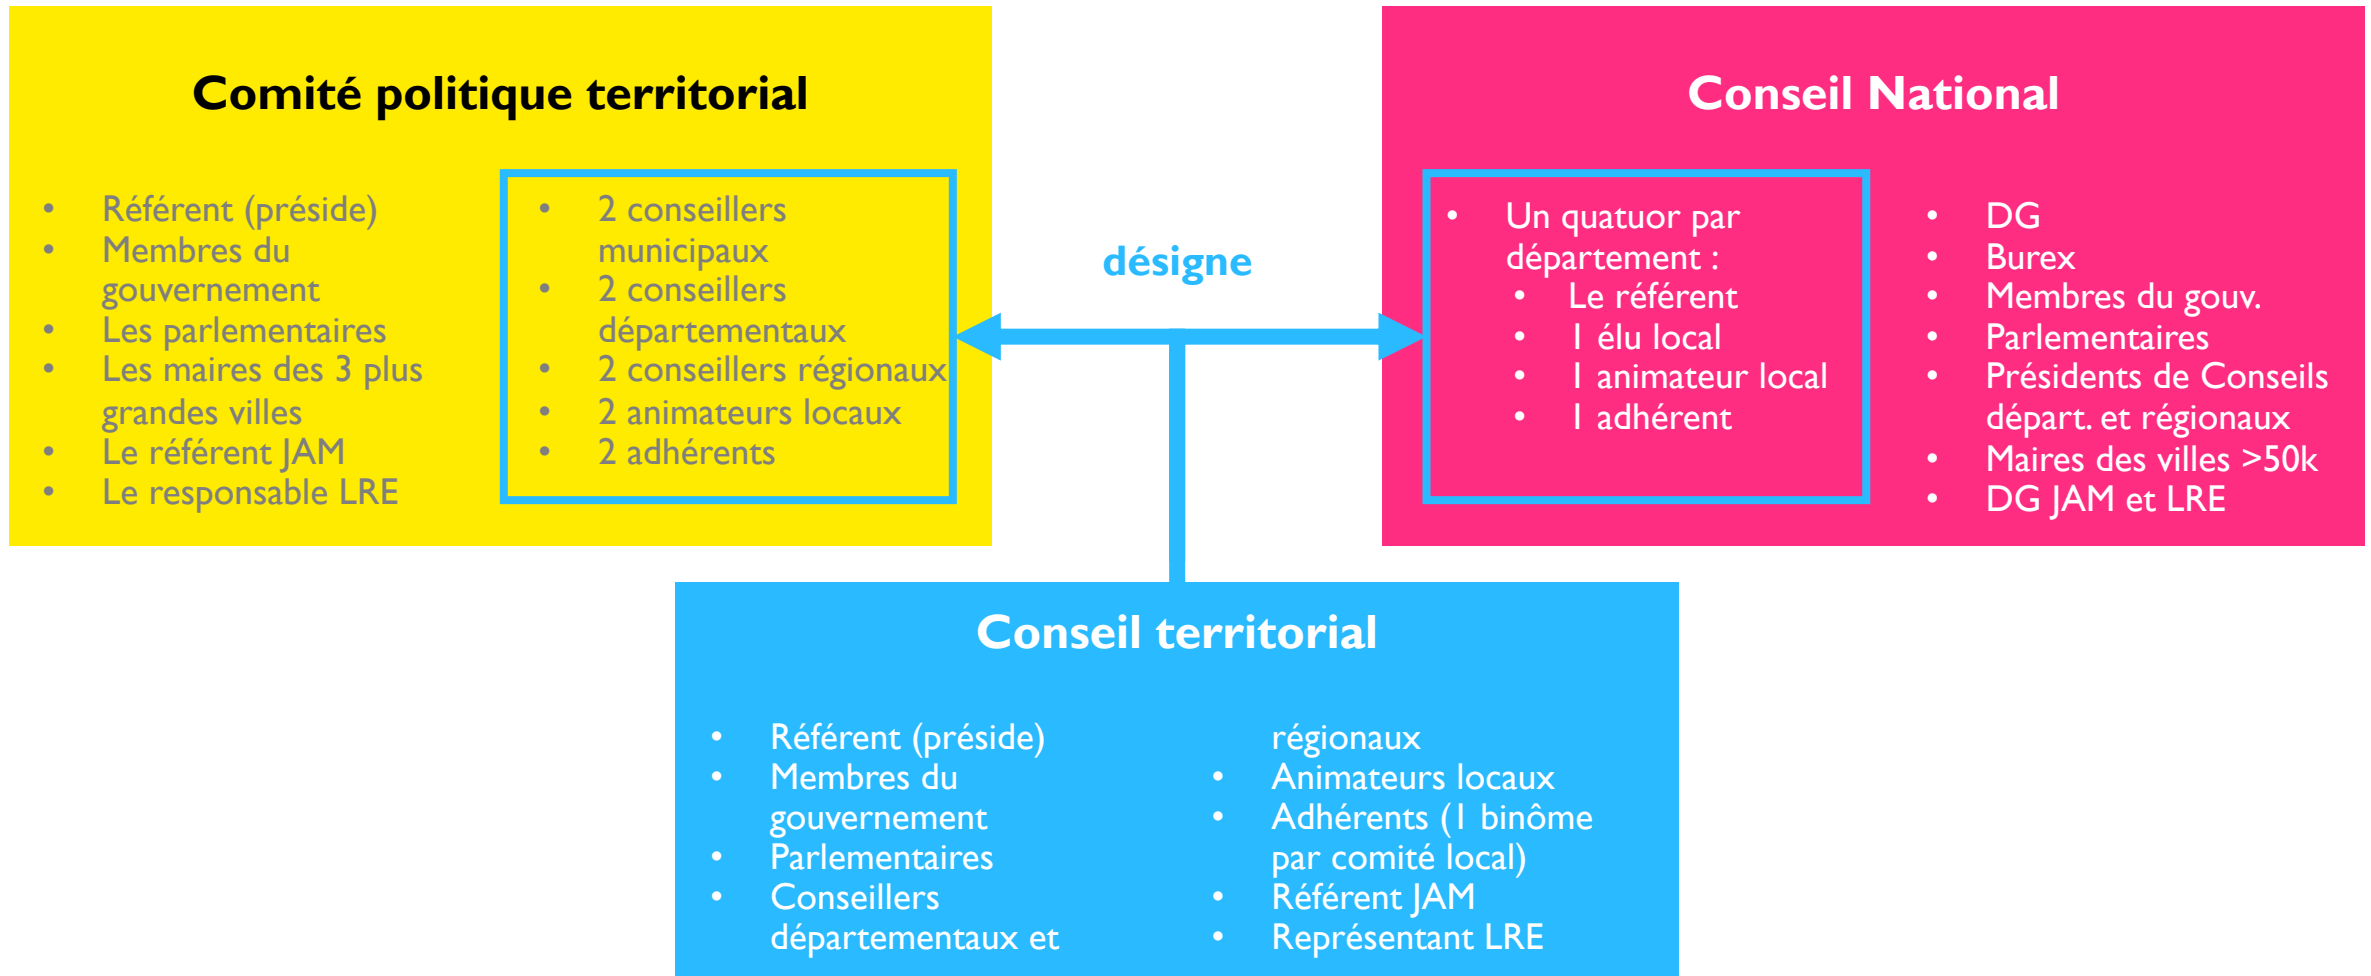 Comité politique territorial
• Référent (préside)
• Membres du
gouvernement
• Les parlementaires
• Les maires des 3 plus
grandes villes
• Le référent JAM
• Le responsable LRE
• 2 conseillers
municipaux
• 2 conseillers
départementaux
• 2 conseillers régionaux
• 2 animateurs locaux
• 2 adhérents
désigne
Conseil National
• Un quatuor par
département :
• Le référent
• 1 élu local
• 1 animateur local
• 1 adhérent
• DG
• Burex
• Membres du gouv.
• Parlementaires
• Présidents de Conseils
départ. et régionaux
• Maires des villes >50k
• DG JAM et LRE
Conseil territorial
• Référent (préside)
• Membres du
gouvernement
• Parlementaires
• Conseillers
départementaux et
régionaux
• Animateurs locaux
• Adhérents (1 binôme
par comité local)
• Référent JAM
• Représentant LRE